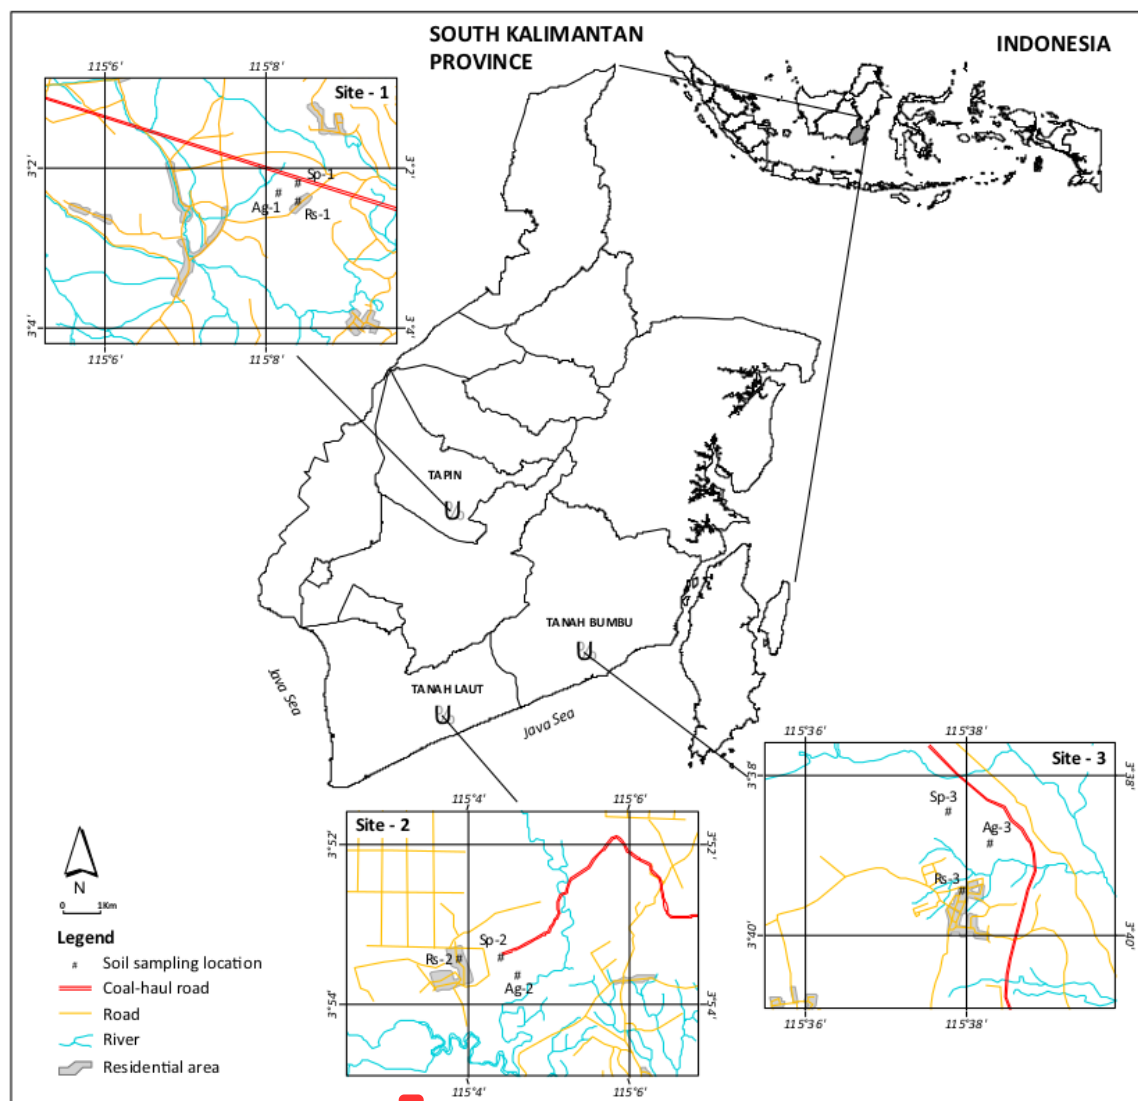 SOUTH KALIMANTAN
PROVINCE
INDONESIA
115°6'
115°8'
Site - 1
3°2'
3°2'
Sp-1
Ag-1
Rs-1
3°4'
3°4'
115°6'
115°8'
TAPIN
TANAH BUMBU
TANAH LAUT
Java Sea
Java Sea
115°36'
115°38'
Site - 3
3°38'
3°38'
Sp-3
Ag-3
Rs-3
3°40'
3°40'
115°36'
115°38'
115°4'
115°6'
Site - 2
3°52'
3°52'
Sp-2
Rs-2
Ag-2
3°54'
3°54'
115°4'
115°6'
N
0 1Km
Legend
# Soil sampling location
Coal-haul road
Road
River
Residential area